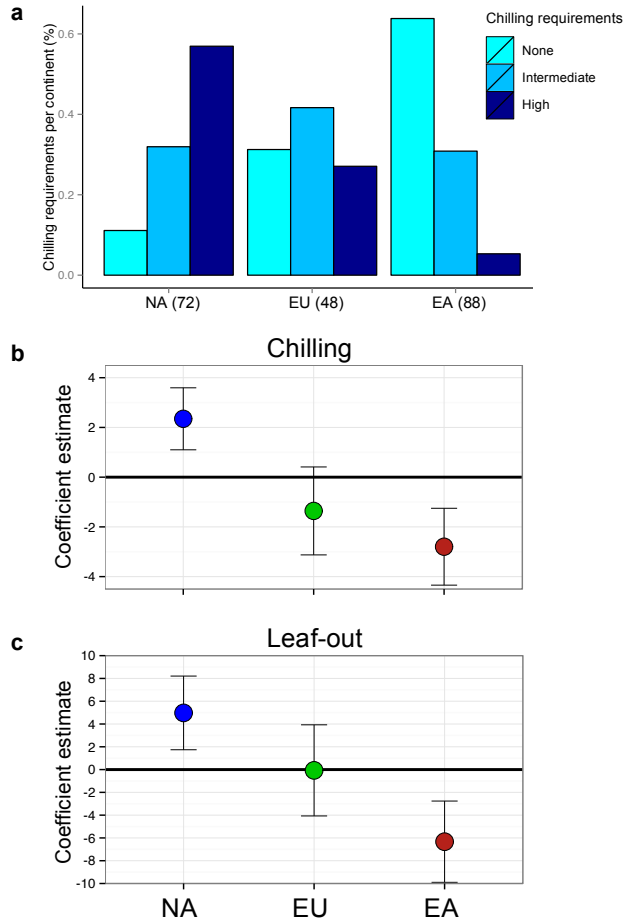 a
Chilling requirements per continent (%)
0.6
0.4
0.2
0.0
NA (72)
EU (48)
EA (88)
Chilling requirements
None
Intermediate
High
b
Chilling
Coefficient estimate
4
2
0
-2
-4
c
Leaf-out
Coefficient estimate
10
8
6
4
2
0
-2
-4
-6
-8
-10
NA
EU
EA